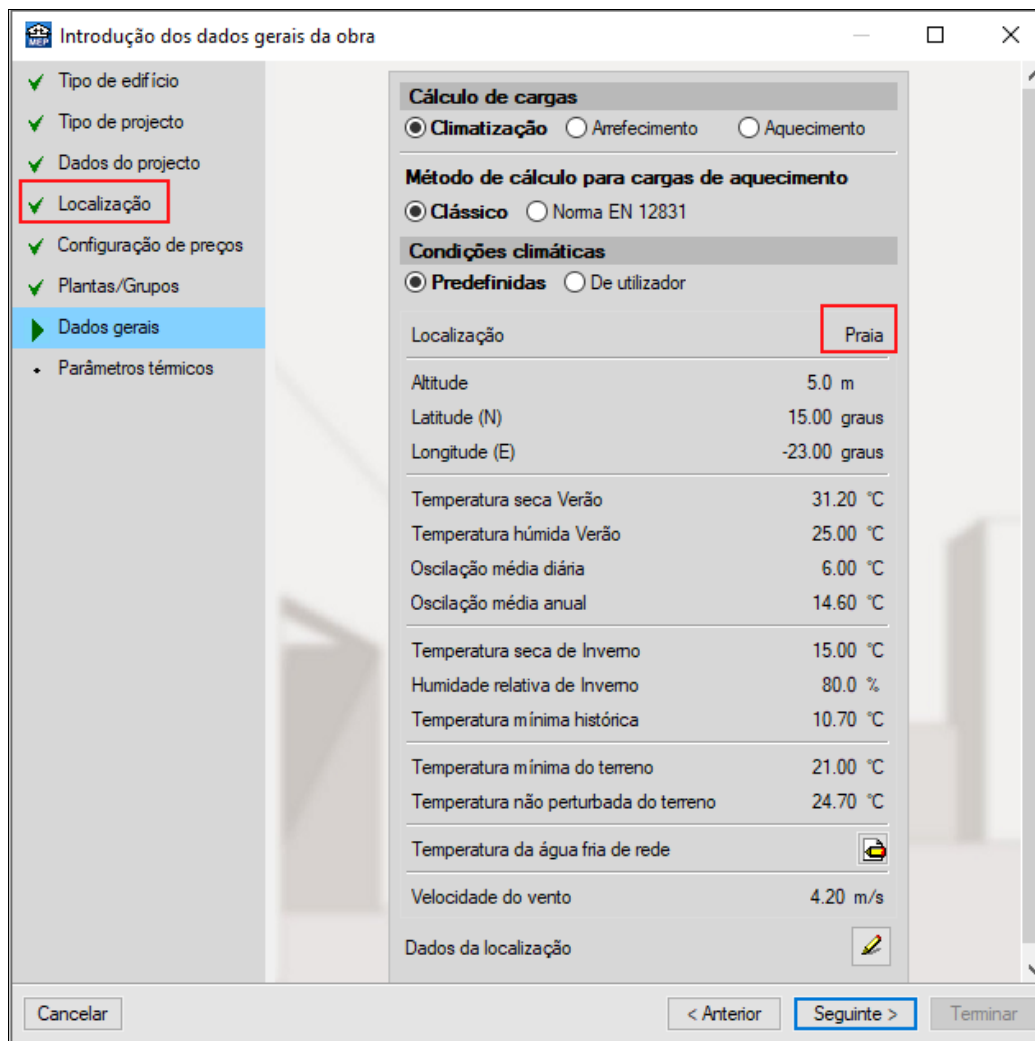 MEP Introdução dos dados gerais da obra
Tipo de edifício
Tipo de projecto
Dados do projecto
Localização
Configuração de preços
Plantas/Grupos
Dados gerais
Parâmetros térmicos
Cálculo de cargas
Climatização Arrefecimento Aquecimento
Método de cálculo para cargas de aquecimento
Clássico Norma EN 12831
Condições climáticas
Predefinidas De utilizador
Localização Praia
Altitude 5.0 m
Latitude (N) 15.00 graus
Longitude (E) -23.00 graus
Temperatura seca Verão 31.20 °C
Temperatura húmida Verão 25.00 °C
Oscilação média diária 6.00 °C
Oscilação média anual 14.60 °C
Temperatura seca de Inverno 15.00 °C
Humidade relativa de Inverno 80.0 %
Temperatura mínima histórica 10.70 °C
Temperatura mínima do terreno 21.00 °C
Temperatura não perturbada do terreno 24.70 °C
Temperatura da água fria de rede
Velocidade do vento 4.20 m/s
Dados da localização
Cancelar < Anterior Seguinte > Terminar